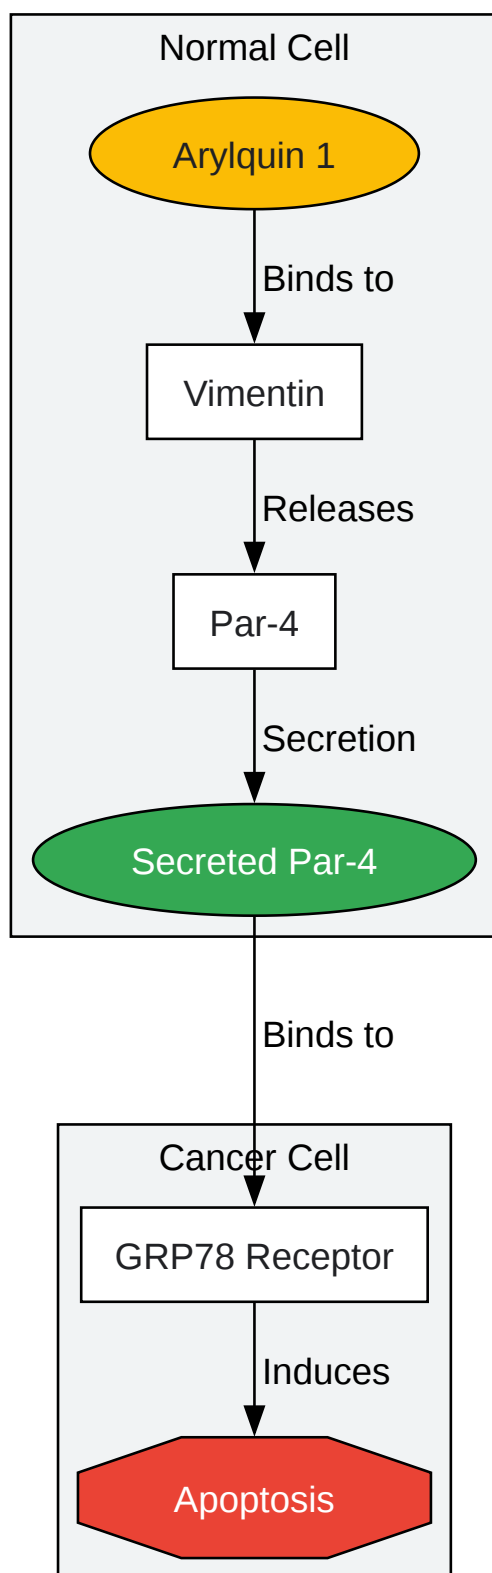 Normal Cell
Arylquin 1
Binds to
Vimentin
Releases
Par-4
Secretion
Secreted Par-4
Binds to
Cancer Cell
GRP78 Receptor
Induces
Apoptosis